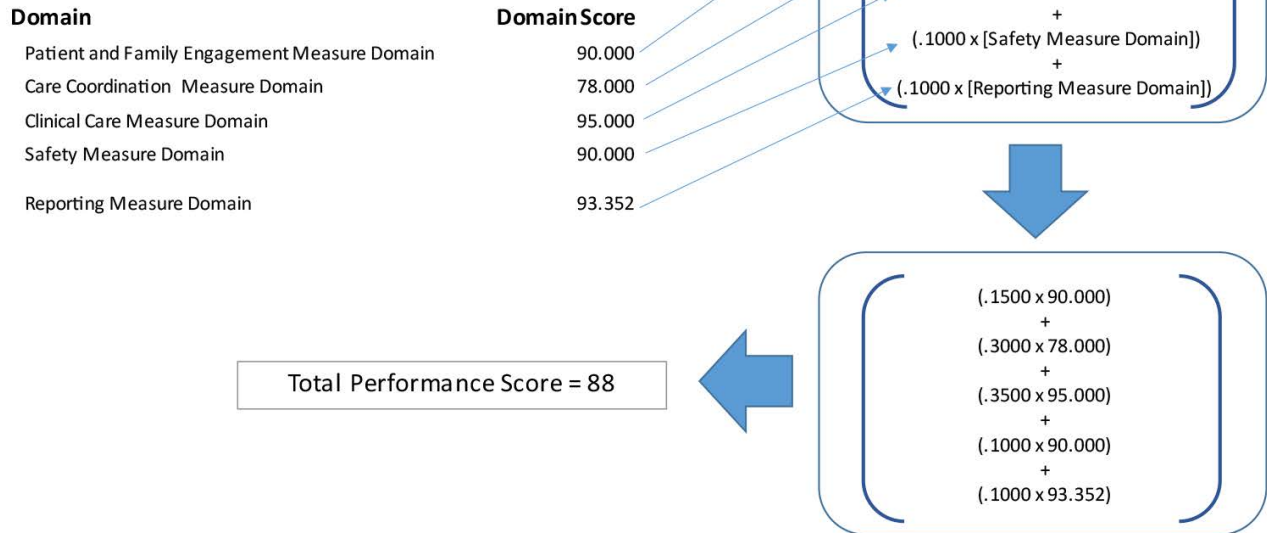 Domain Domain Score
Patient and Family Engagement Measure Domain 90.000
Care Coordination Measure Domain 78.000
Clinical Care Measure Domain 95.000
Safety Measure Domain 90.000
Reporting Measure Domain 93.352
+
(.1000 x [Safety Measure Domain])
+
(.1000 x [Reporting Measure Domain])
(.1500 x 90.000)
+
(.3000 x 78.000)
+
(.3500 x 95.000)
+
(.1000 x 90.000)
+
(.1000 x 93.352)
Total Performance Score = 88